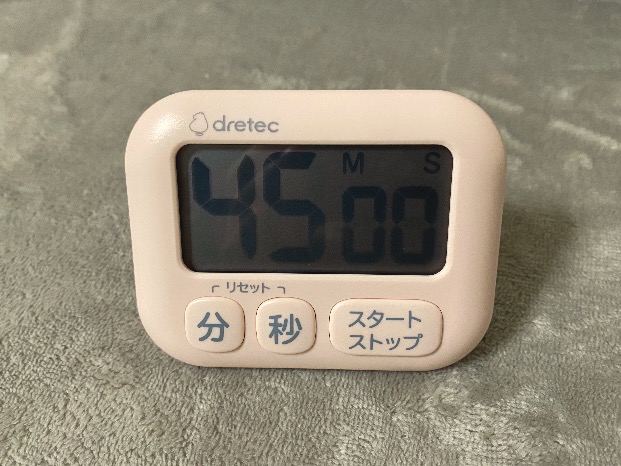 dretec
M S
45 00
リセット
分 秒 スタート
ストップ